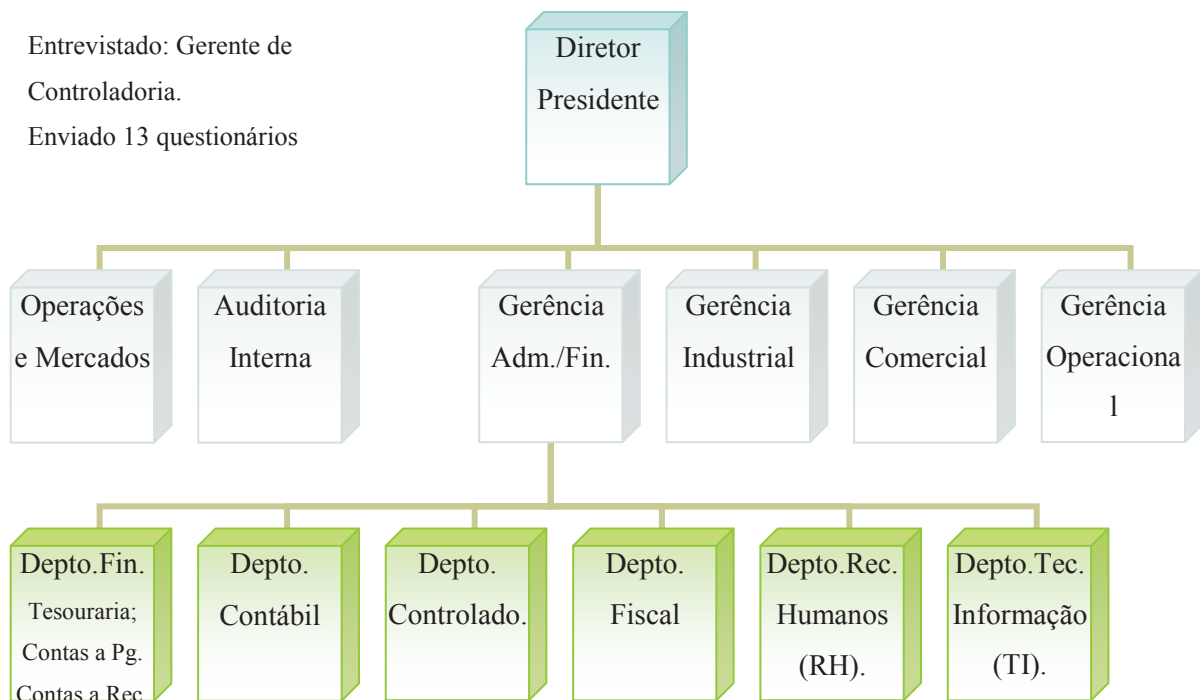 Entrevistado: Gerente de
Controladoria.
Enviado 13 questionários
Diretor
Presidente
Operações
e Mercados
Auditoria
Interna
Gerência
Adm./Fin.
Gerência
Industrial
Gerência
Comercial
Gerência
Operaciona
l
Depto.Fin.
Tesouraria;
Contas a Pg.
Contas a Rec
Depto.
Contábil
Depto.
Controlado.
Depto.
Fiscal
Depto.Rec.
Humanos
(RH).
Depto.Tec.
Informação
(TI).